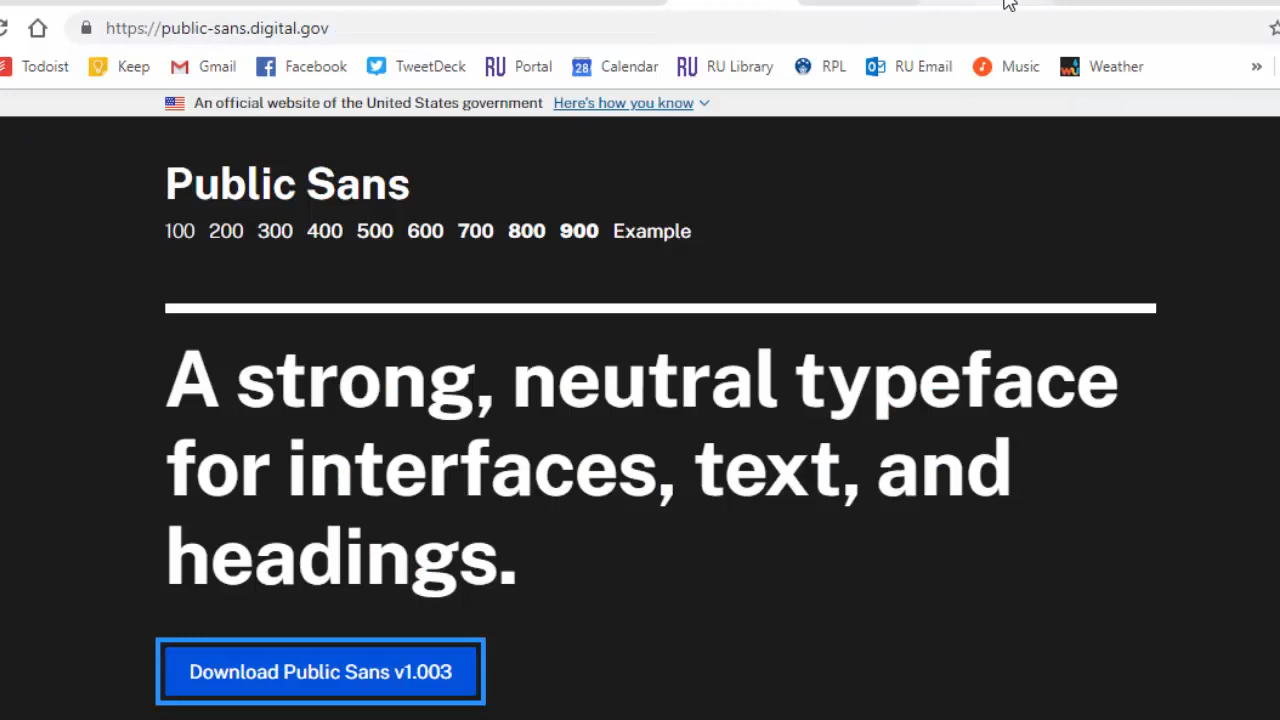 https://public-sans.digital.gov
Todoist Keep Gmail Facebook TweetDeck RU Portal 28 Calendar RU RU Library RPL RU Email Music Weather »
An official website of the United States government Here's how you know
Public Sans
100 200 300 400 500 600 700 800 900 Example
A strong, neutral typeface
for interfaces, text, and
headings.
Download Public Sans v1.003